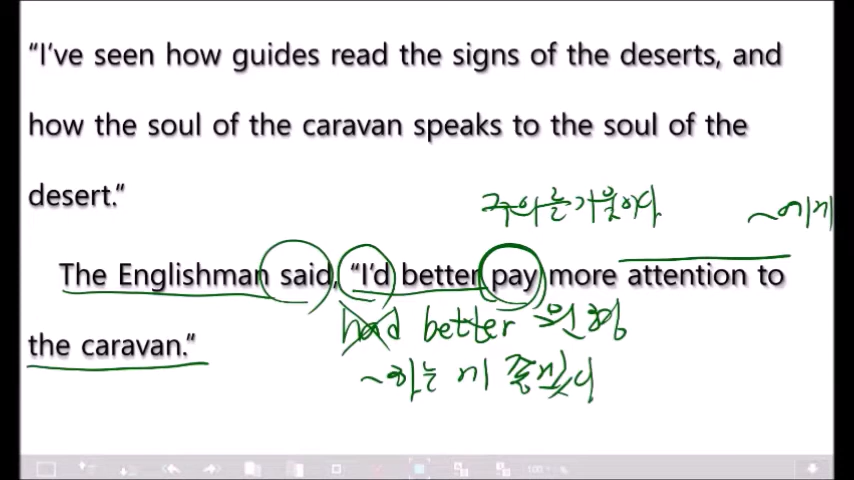 “I’ve seen how guides read the signs of the deserts, and
how the soul of the caravan speaks to the soul of the
desert.“
주의를기울이다 ~에게
The Englishman said, “I’d better pay more attention to
had better 원형
the caravan.“
~하는 게 좋겠다
100 %